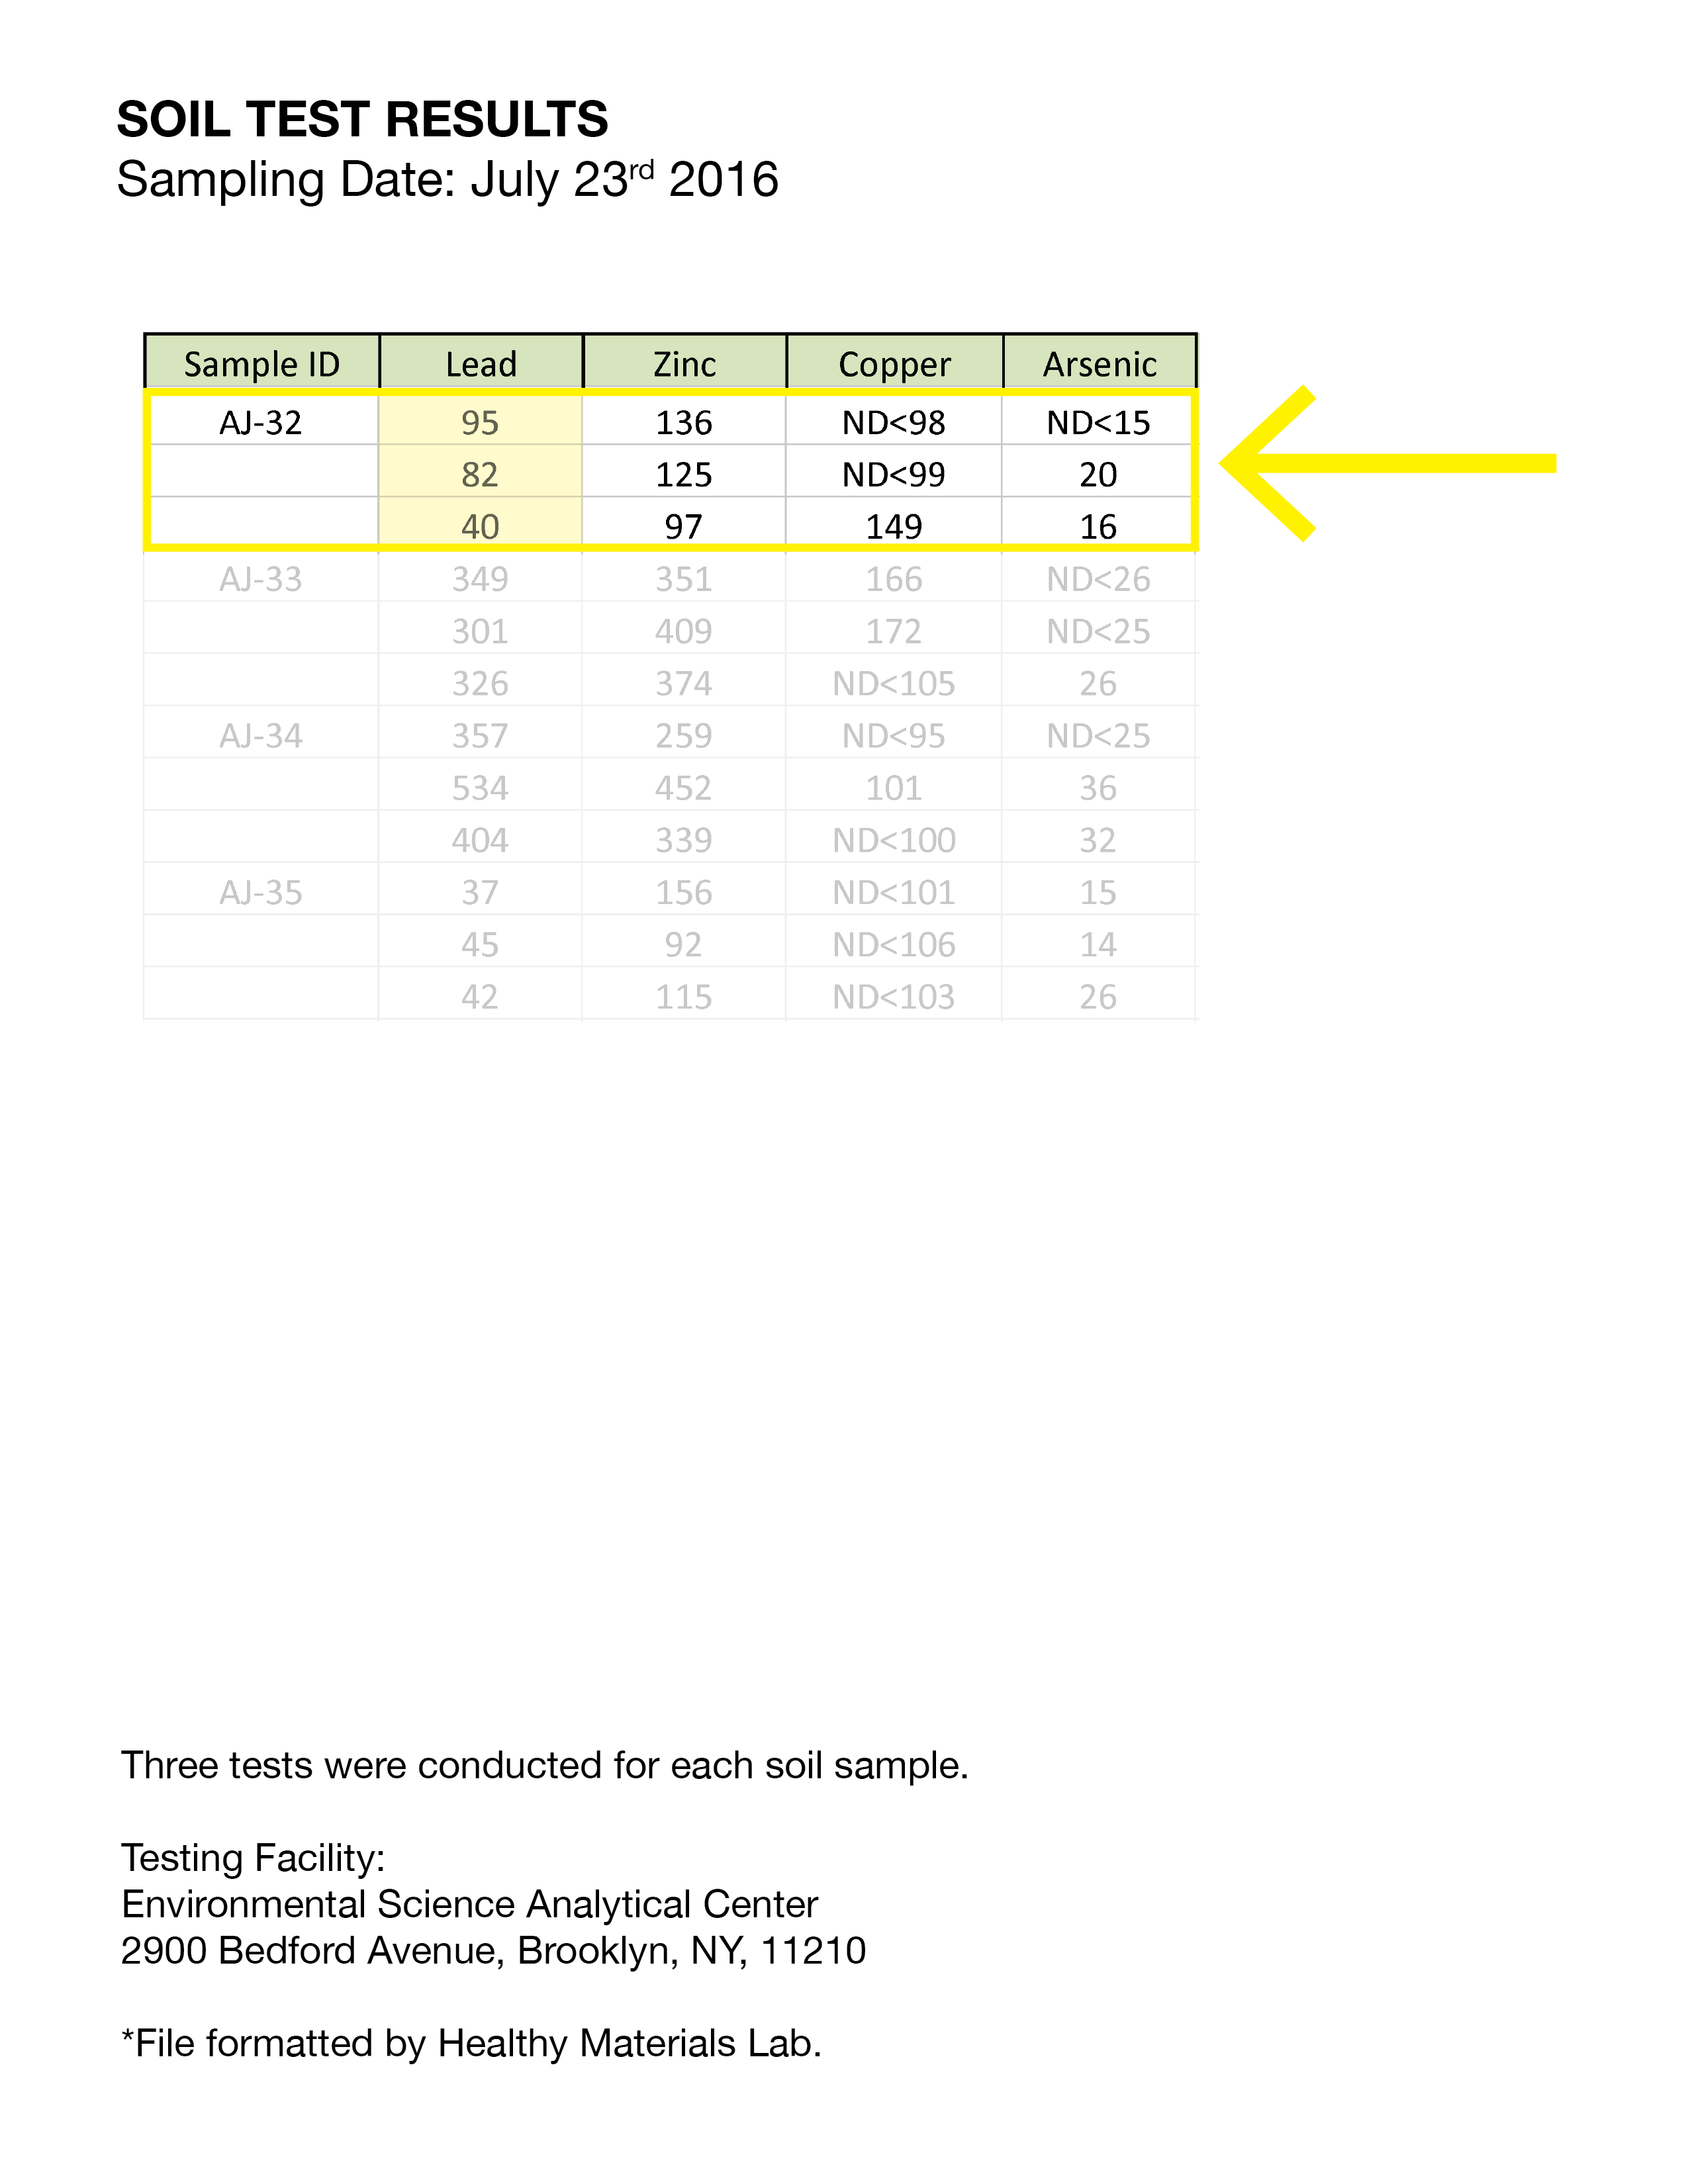 SOIL TEST RESULTS
Sampling Date: July 23rd 2016
Sample ID Lead Zinc Copper Arsenic
AJ-32 95 136 ND<98 ND<15
82 125 ND<99 20
40 97 149 16
AJ-33 349 351 166 ND<26
301 409 172 ND<25
326 374 ND<105 26
AJ-34 357 259 ND<95 ND<25
534 452 101 36
404 339 ND<100 32
AJ-35 37 156 ND<101 15
45 92 ND<106 14
42 115 ND<103 26
Three tests were conducted for each soil sample.
Testing Facility:
Environmental Science Analytical Center
2900 Bedford Avenue, Brooklyn, NY, 11210
*File formatted by Healthy Materials Lab.